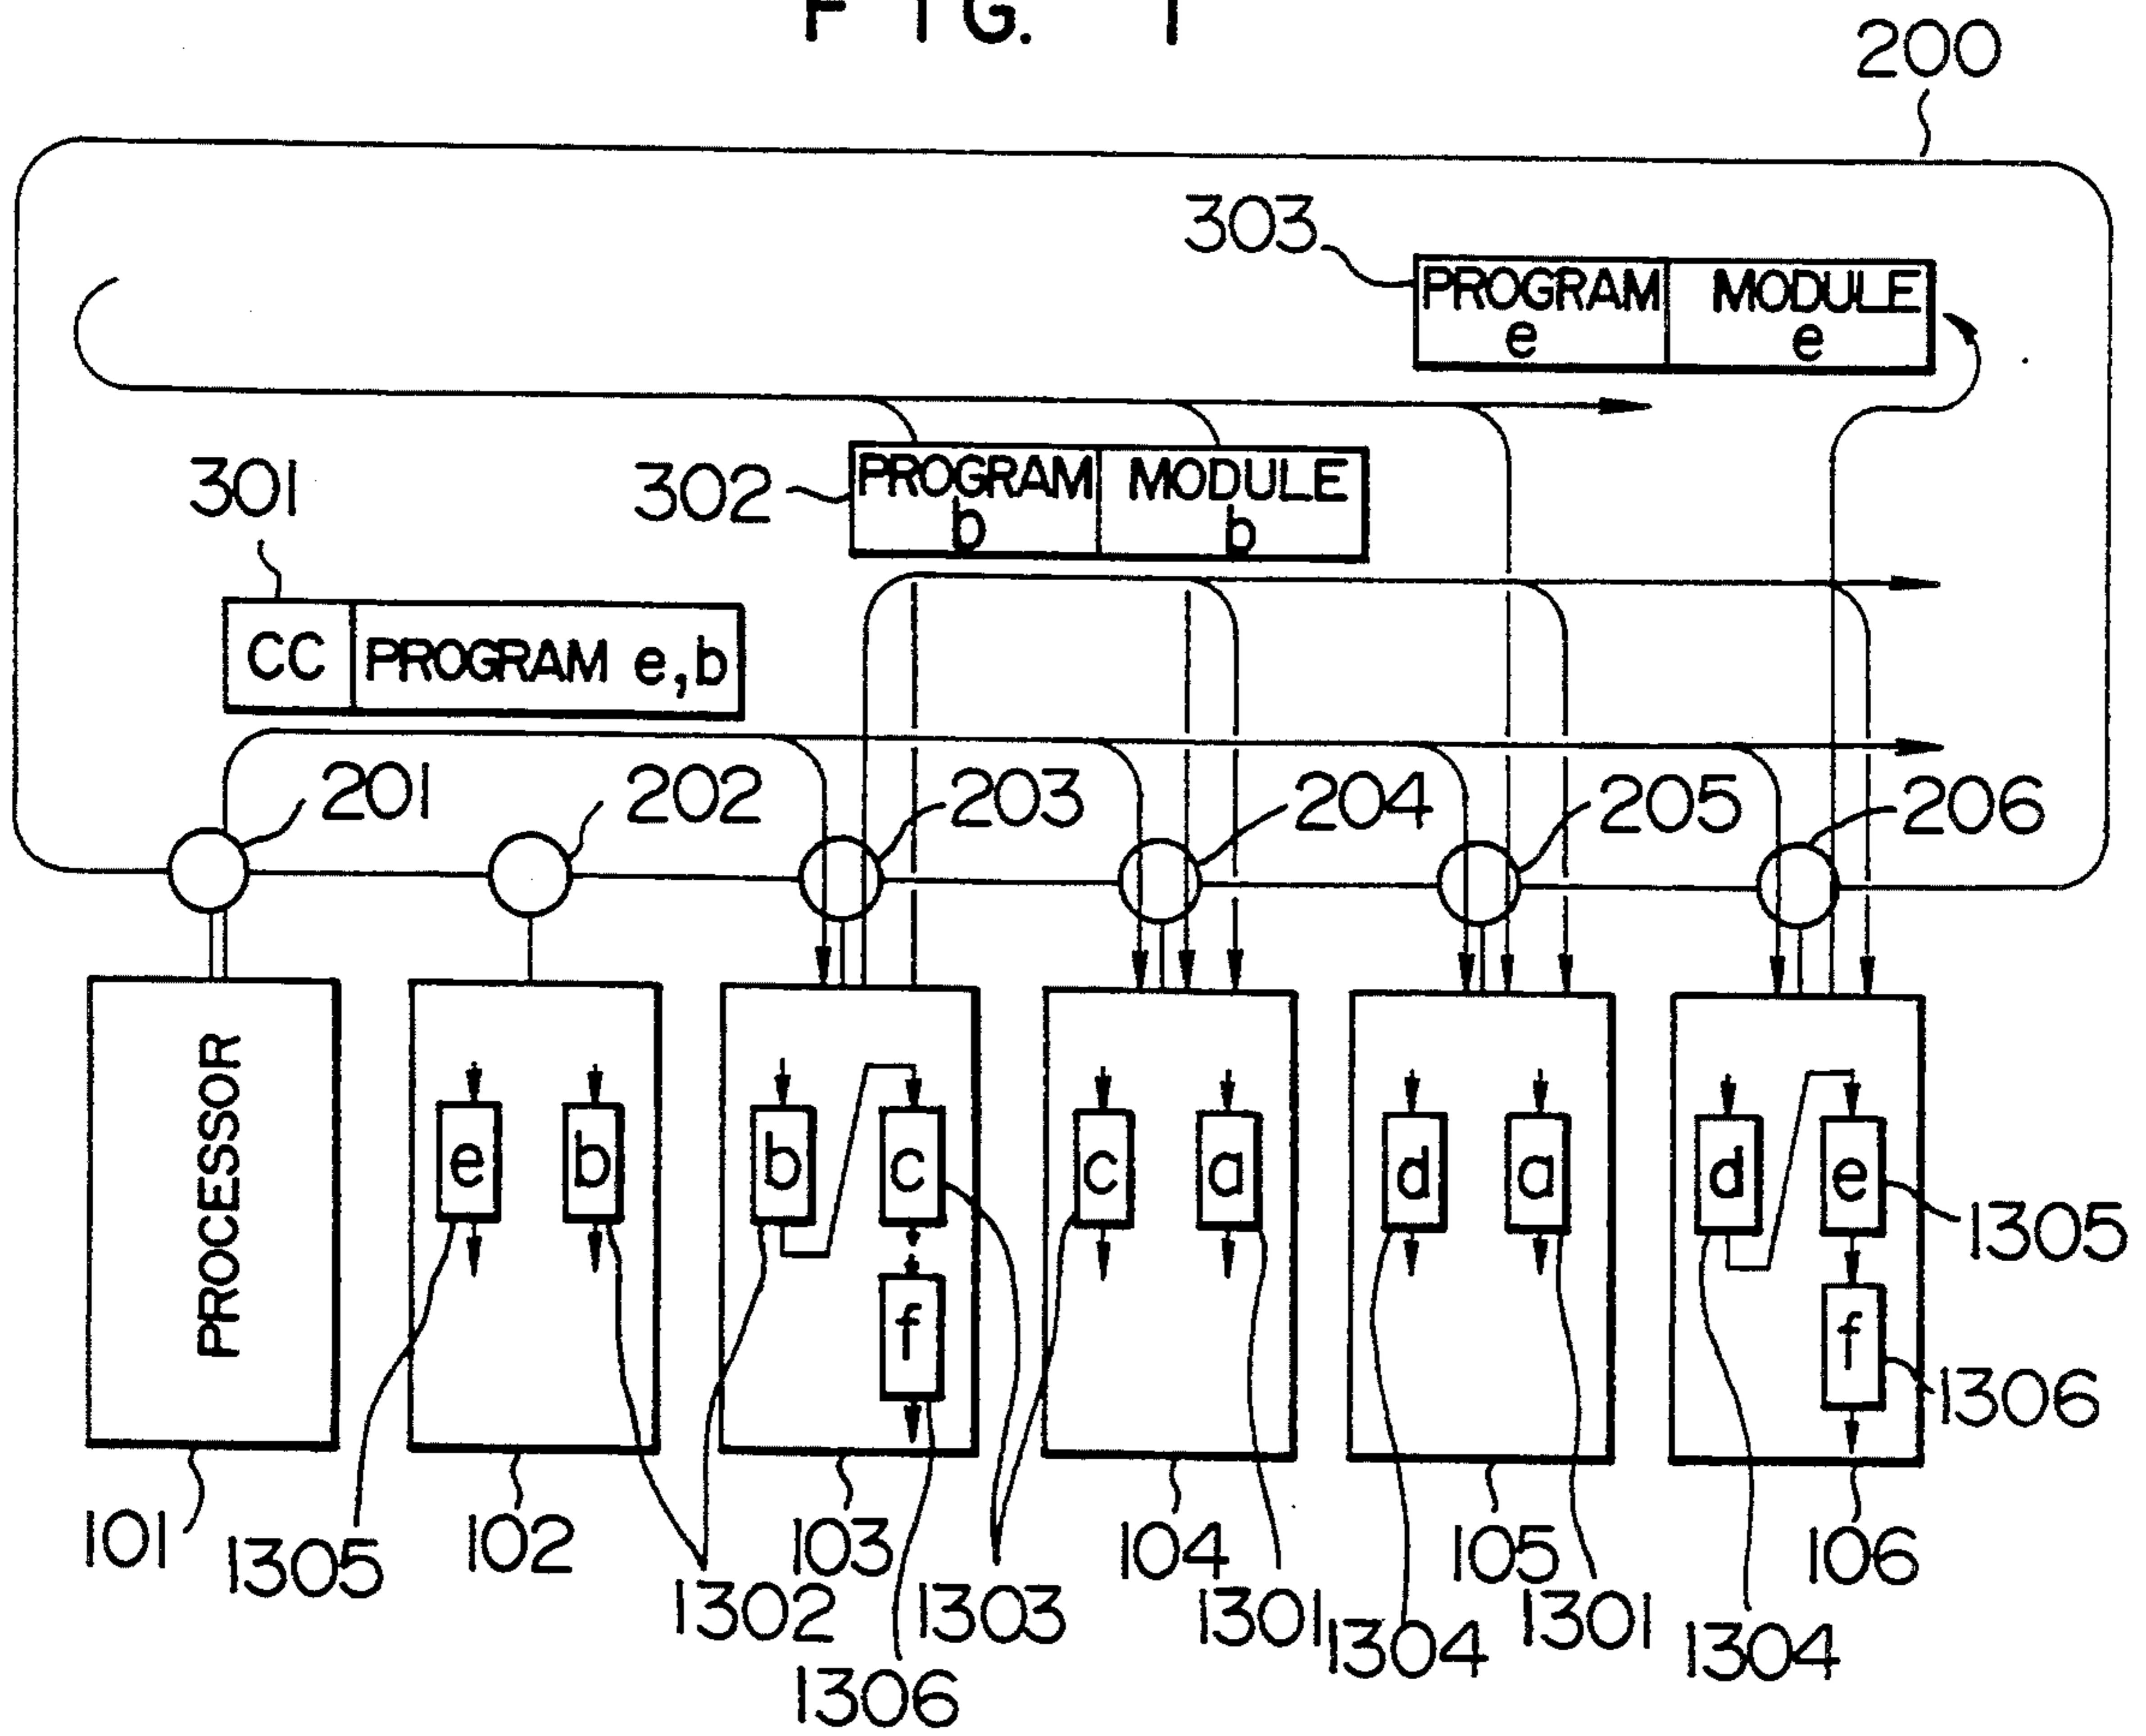 FIG. 1
200
303
PROGRAM e
MODULE e
301
302
PROGRAM b
MODULE b
CC
PROGRAM e,b
201
202
203
204
205
206
PROCESSOR
e
b
b
c
f
c
a
d
a
d
e
f
1305
1306
101
1305
102
1302
103
1306
1303
104
1301
1304
105
1301
1304
106